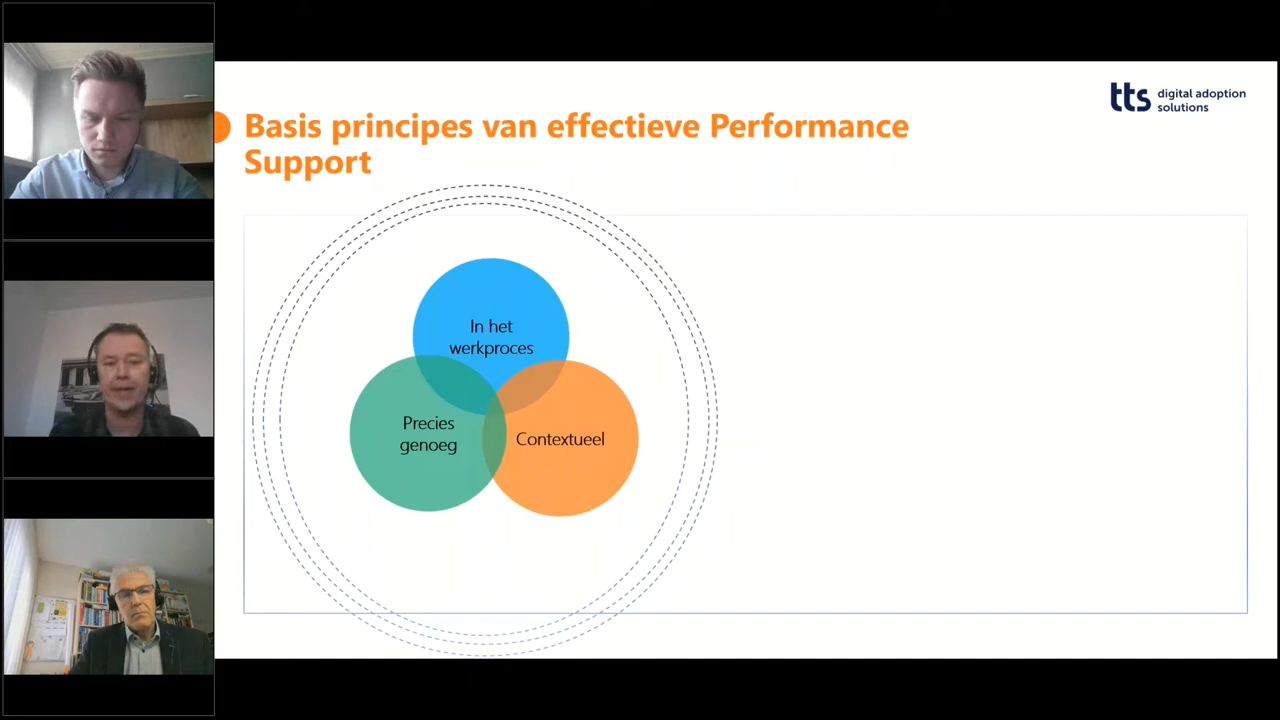 tts digital adoption
solutions
Basis principes van effectieve Performance
Support
In het
werkproces
Precies
genoeg
Contextueel